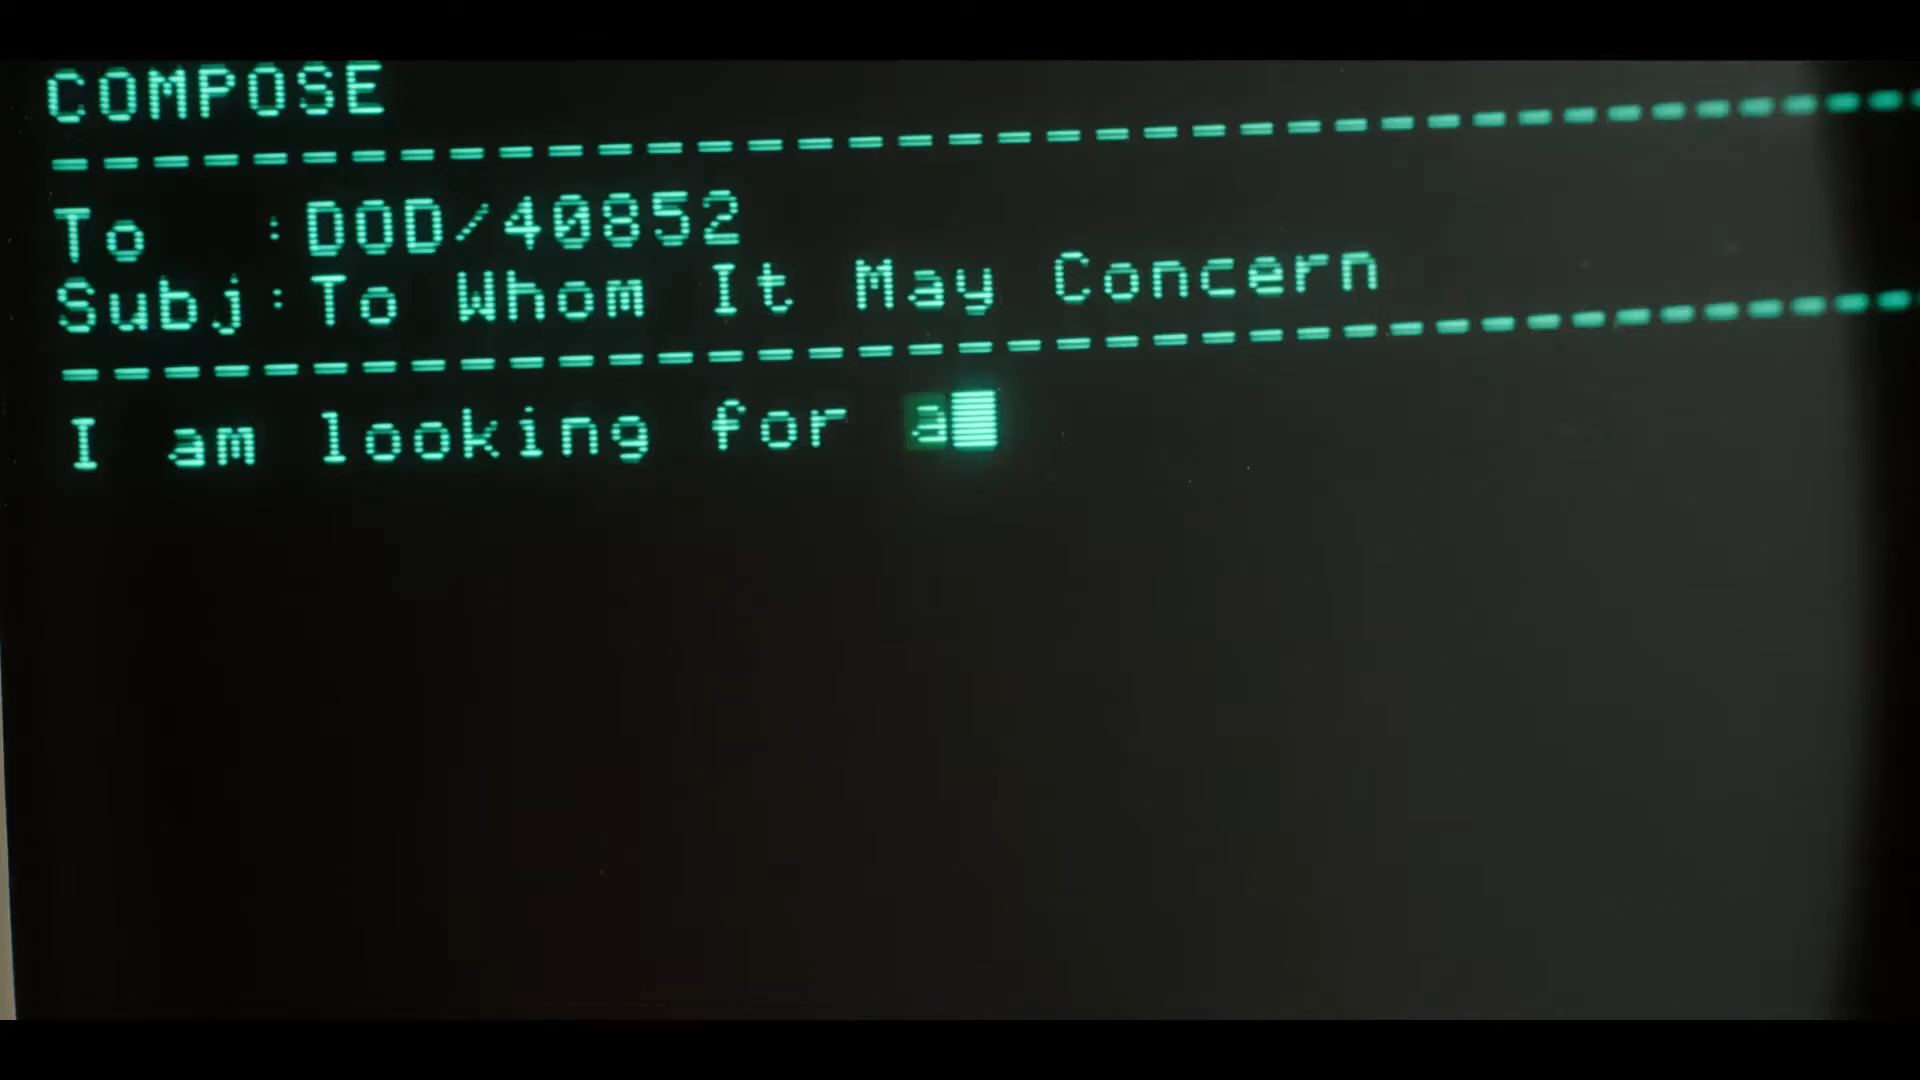 COMPOSE
To   :DOD/40852
Subj:To Whom It May Concern
I am looking for a